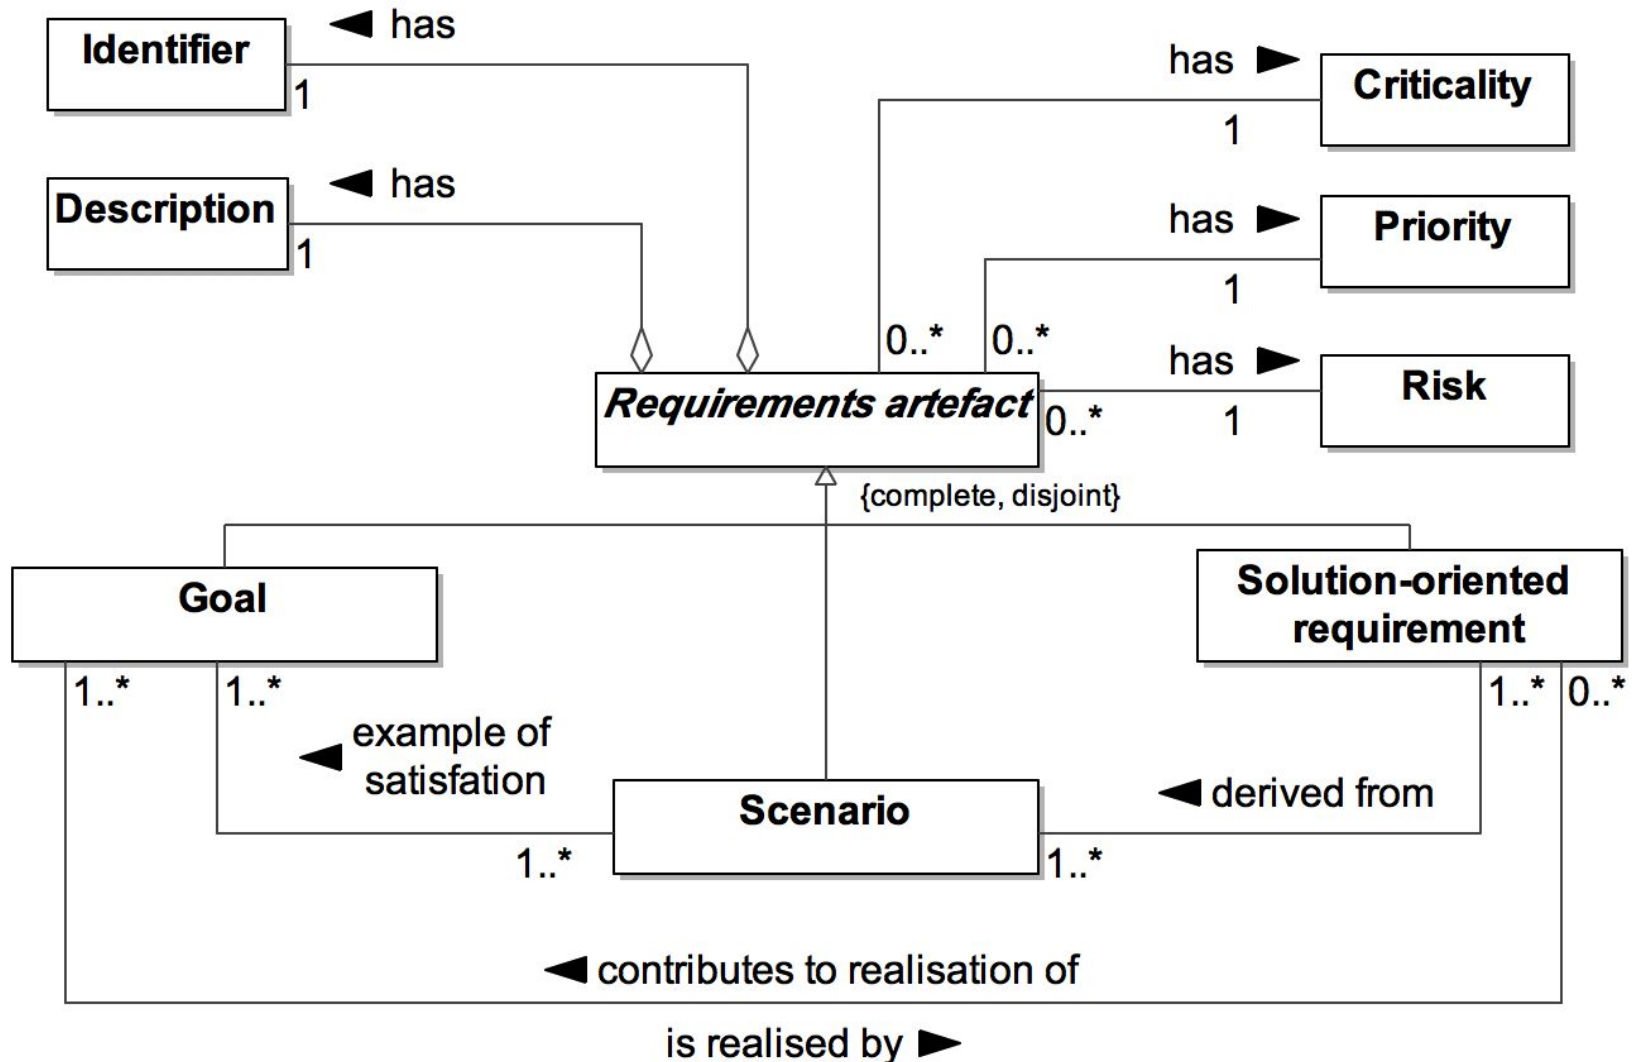 Identifier
◀ has
1
has ▶
Criticality
1
Description
◀ has
1
has ▶
Priority
1
0..*
0..*
has ▶
Risk
1
Requirements artefact
0..*
{complete, disjoint}
Goal
Solution-oriented
requirement
1..*
1..*
1..*
0..*
◀ example of
satisfation
Scenario
◀ derived from
1..*
1..*
◀ contributes to realisation of
is realised by ▶